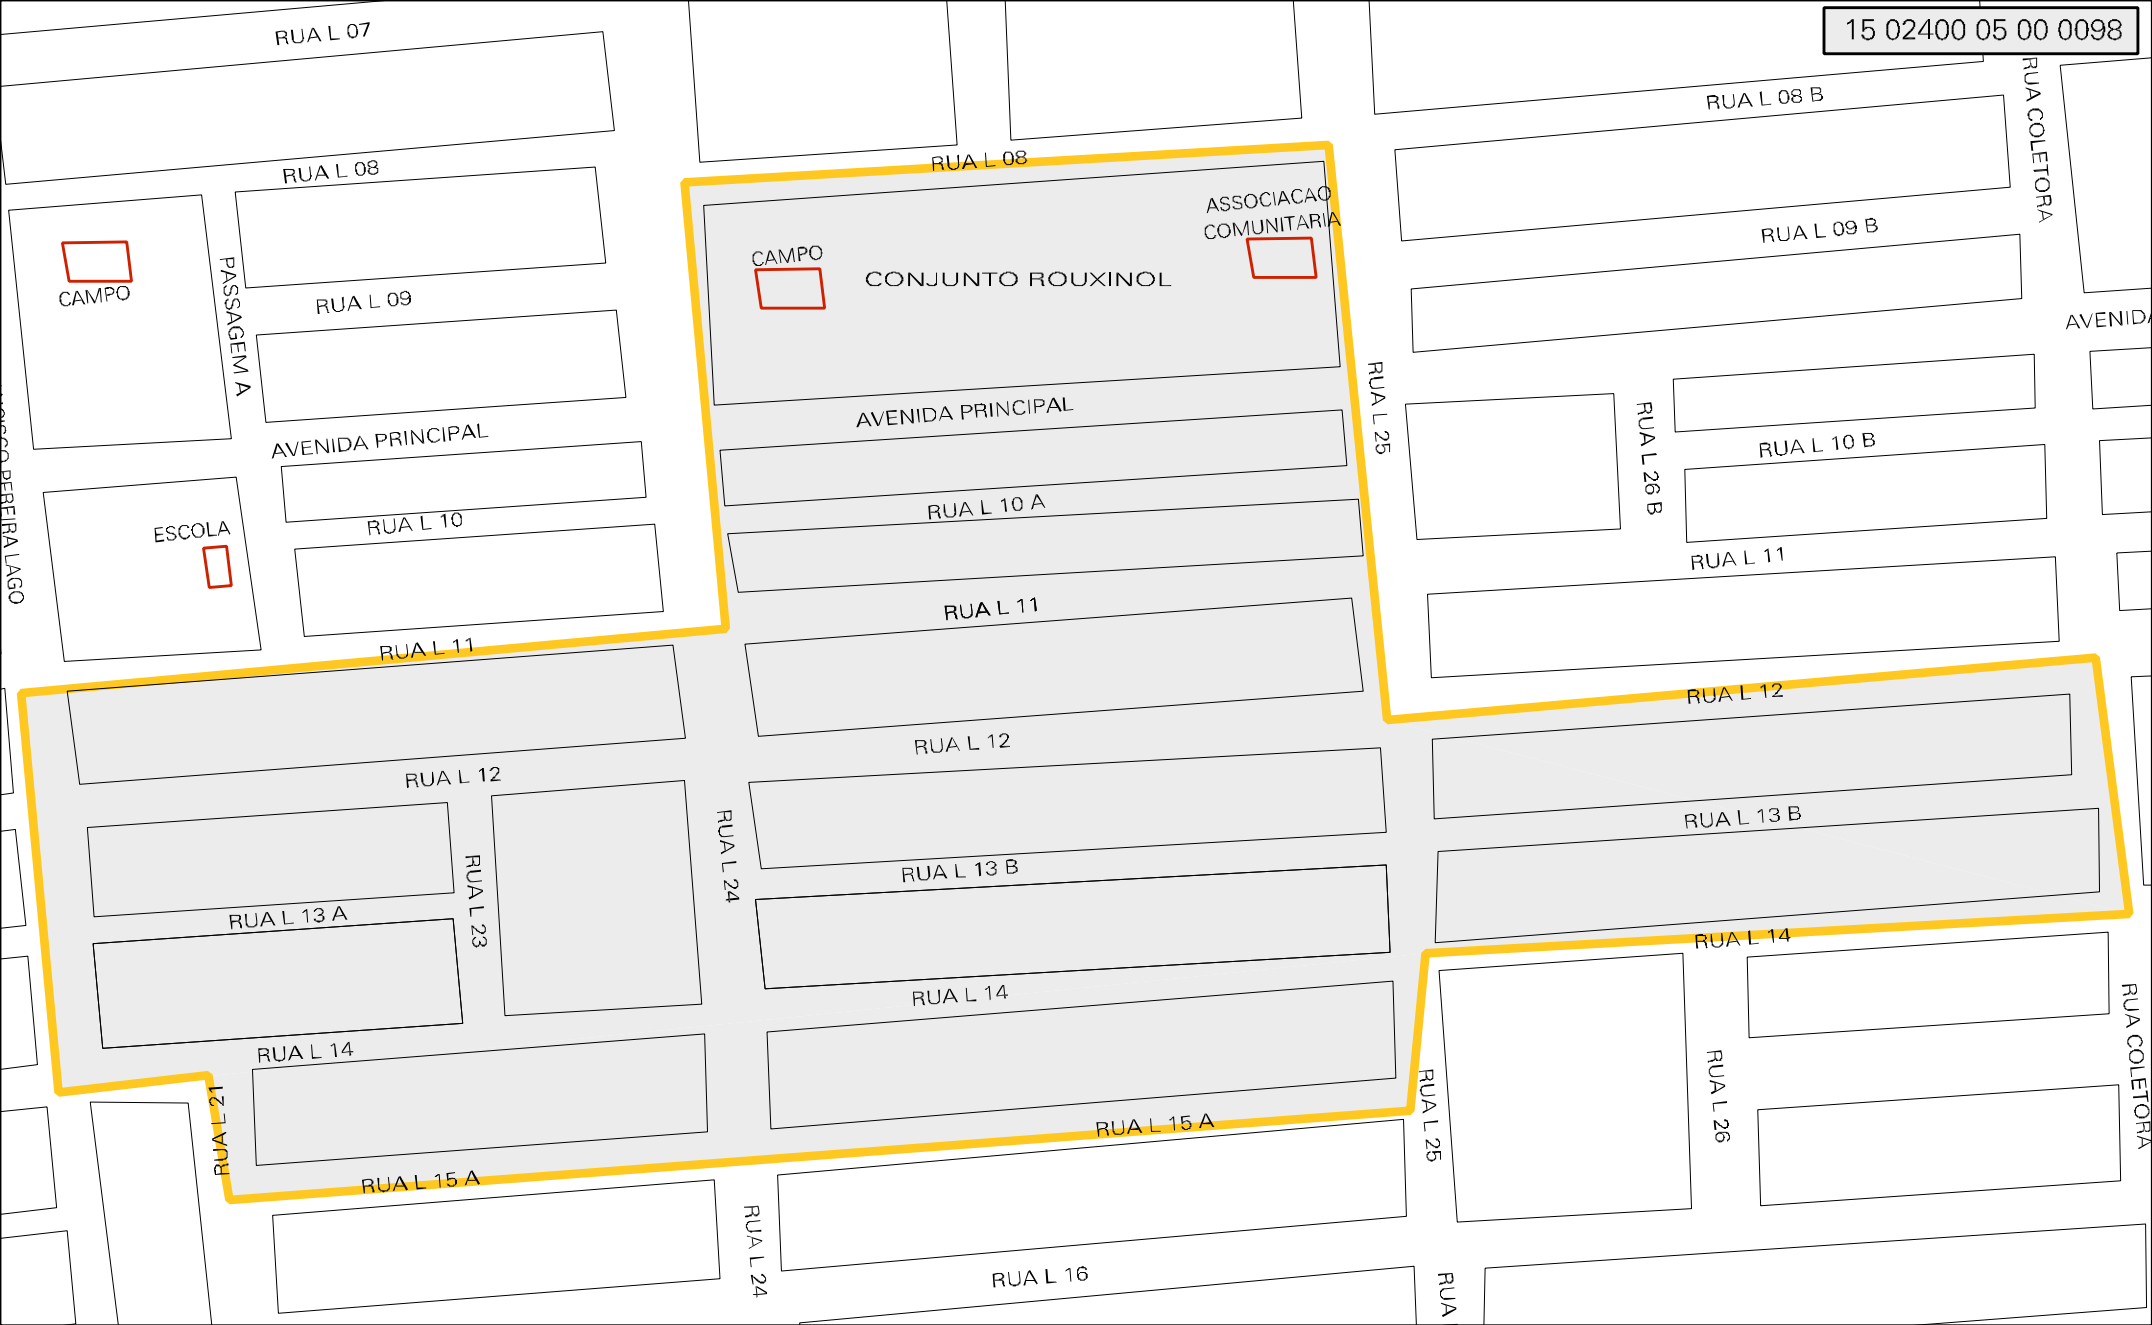 RUA L 07
15 02400 05 00 0098
RUA L 08 B
RUA COLETORA
RUA L 08
RUA L 08
ASSOCIACAO
COMUNITARIA
RUA L 09 B
CAMPO
CONJUNTO ROUXINOL
CAMPO
PASSAGEM A
RUA L 09
AVENIDA
RUA L 25
AVENIDA PRINCIPAL
AVENIDA PRINCIPAL
RUA L 26 B
RUA L 10 B
PEREIRA LAGO
RUA L 10 A
RUA L 10
ESCOLA
RUA L 11
RUA L 11
RUA L 11
RUA L 12
RUA L 12
RUA L 12
RUA L 24
RUA L 13 B
RUA L 13 B
RUA L 23
RUA L 13 A
RUA L 14
RUA L 14
RUA L 14
RUA COLETORA
RUA L 21
RUA L 25
RUA L 26
RUA L 15 A
RUA L 15 A
RUA L 24
RUA L 16
RUA